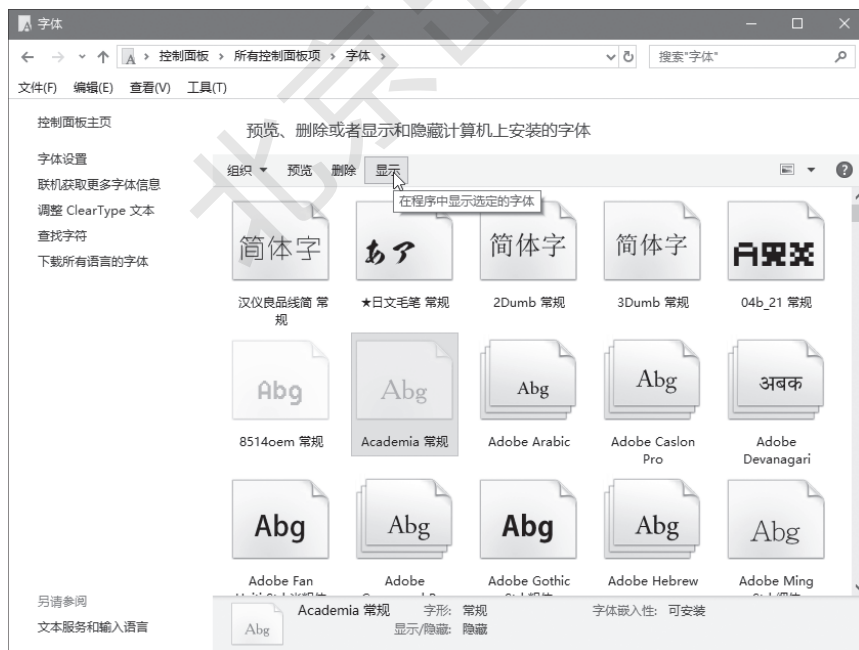 字体
控制面板 › 所有控制面板项 › 字体 ›
搜索"字体"
文件(F) 编辑(E) 查看(V) 工具(T)
控制面板主页
字体设置
联机获取更多字体信息
调整 ClearType 文本
查找字符
下载所有语言的字体
预览、删除或者显示和隐藏计算机上安装的字体
组织 预览 删除 显示
在程序中显示选定的字体
简体字 あア 简体字 简体字
汉仪良品线简 常规
★日文毛笔 常规
2Dumb 常规
3Dumb 常规
04b_21 常规
Abg Abg Abg Abg अबक
8514oem 常规
Academia 常规
Adobe Arabic
Adobe Caslon Pro
Adobe Devanagari
Abg Abg Abg Abg Abg
Adobe Fan
Adobe
Adobe Gothic
Adobe Hebrew
Adobe Ming
另请参阅
文本服务和输入语言
Abg
Academia 常规
字形: 常规
显示/隐藏: 隐藏
字体嵌入性: 可安装
北京